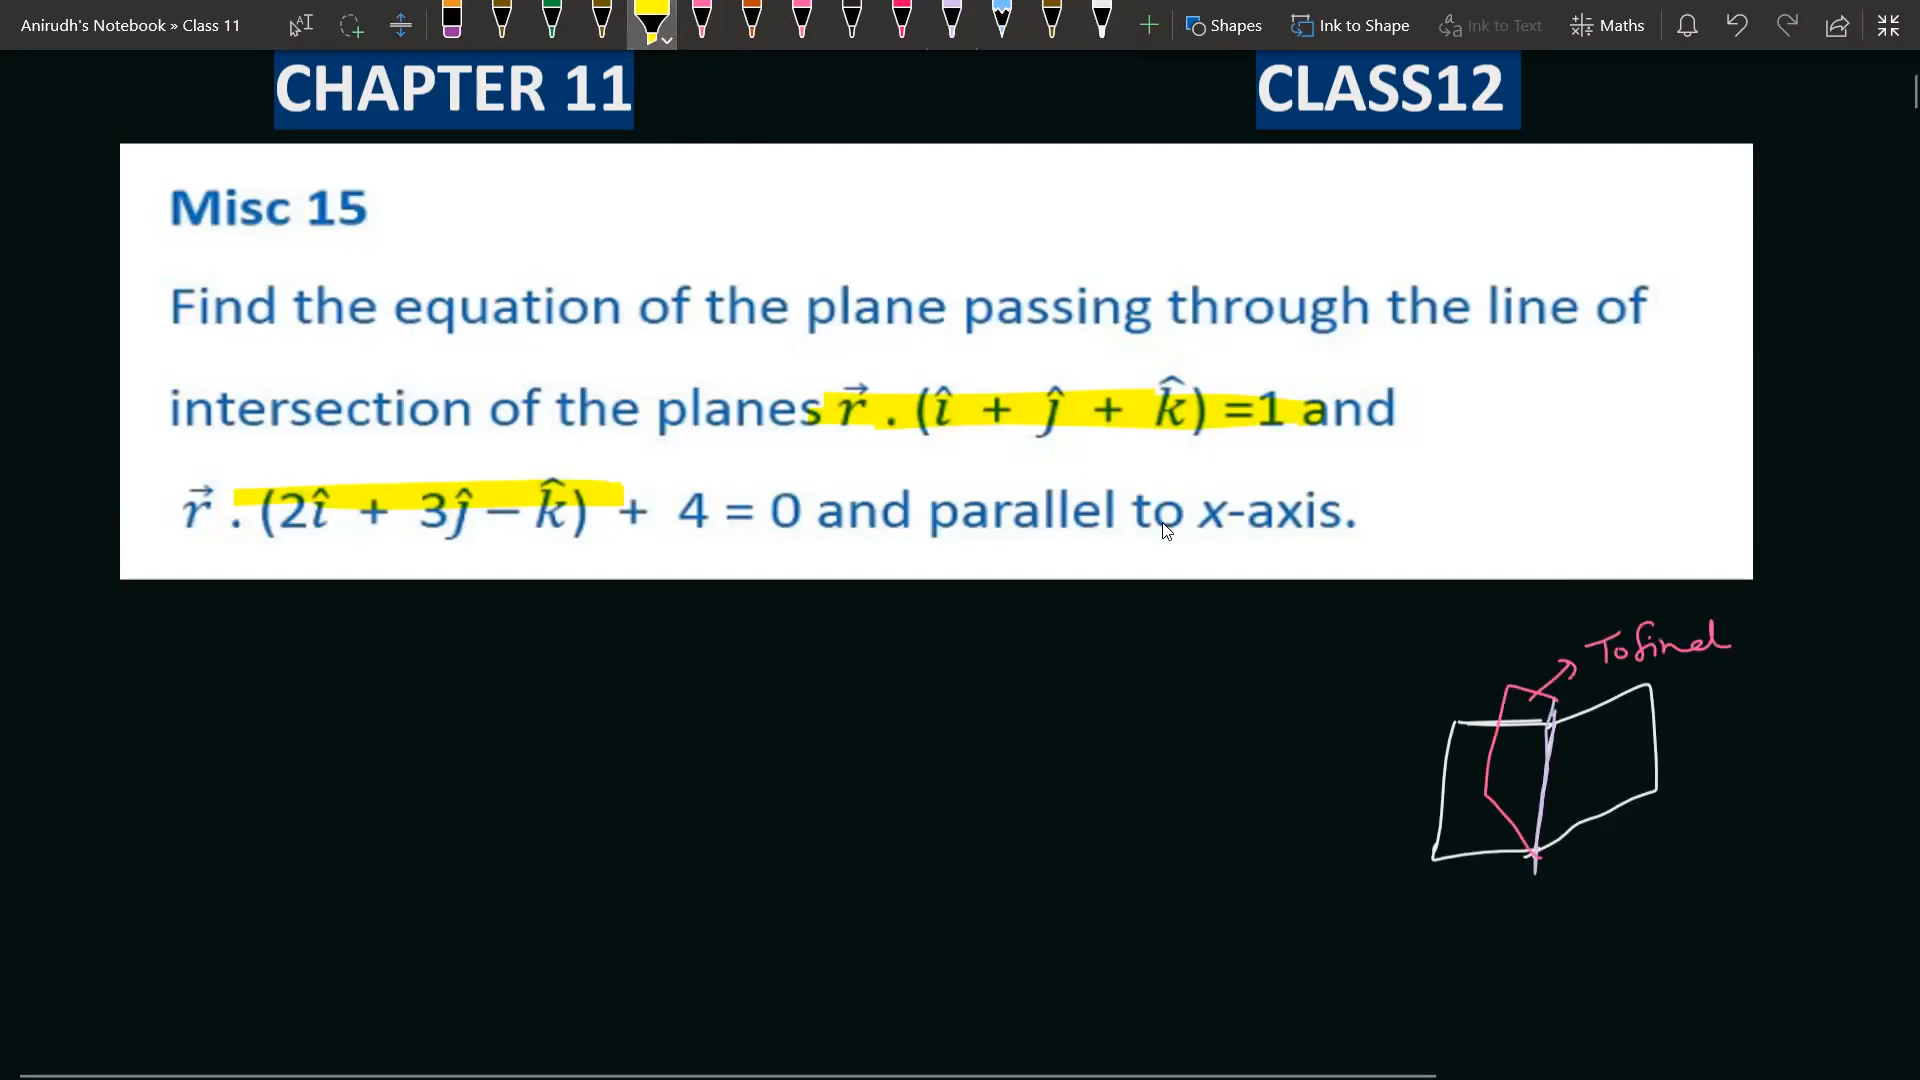 Anirudh's Notebook » Class 11
Shapes
Ink to Shape
Ink to Text
Maths
CHAPTER 11
CLASS12
Misc 15
Find the equation of the plane passing through the line of
intersection of the planes r⃗ . (î + ĵ + k̂) =1 and
r⃗ . (2î + 3ĵ – k̂) + 4 = 0 and parallel to x-axis.
To find